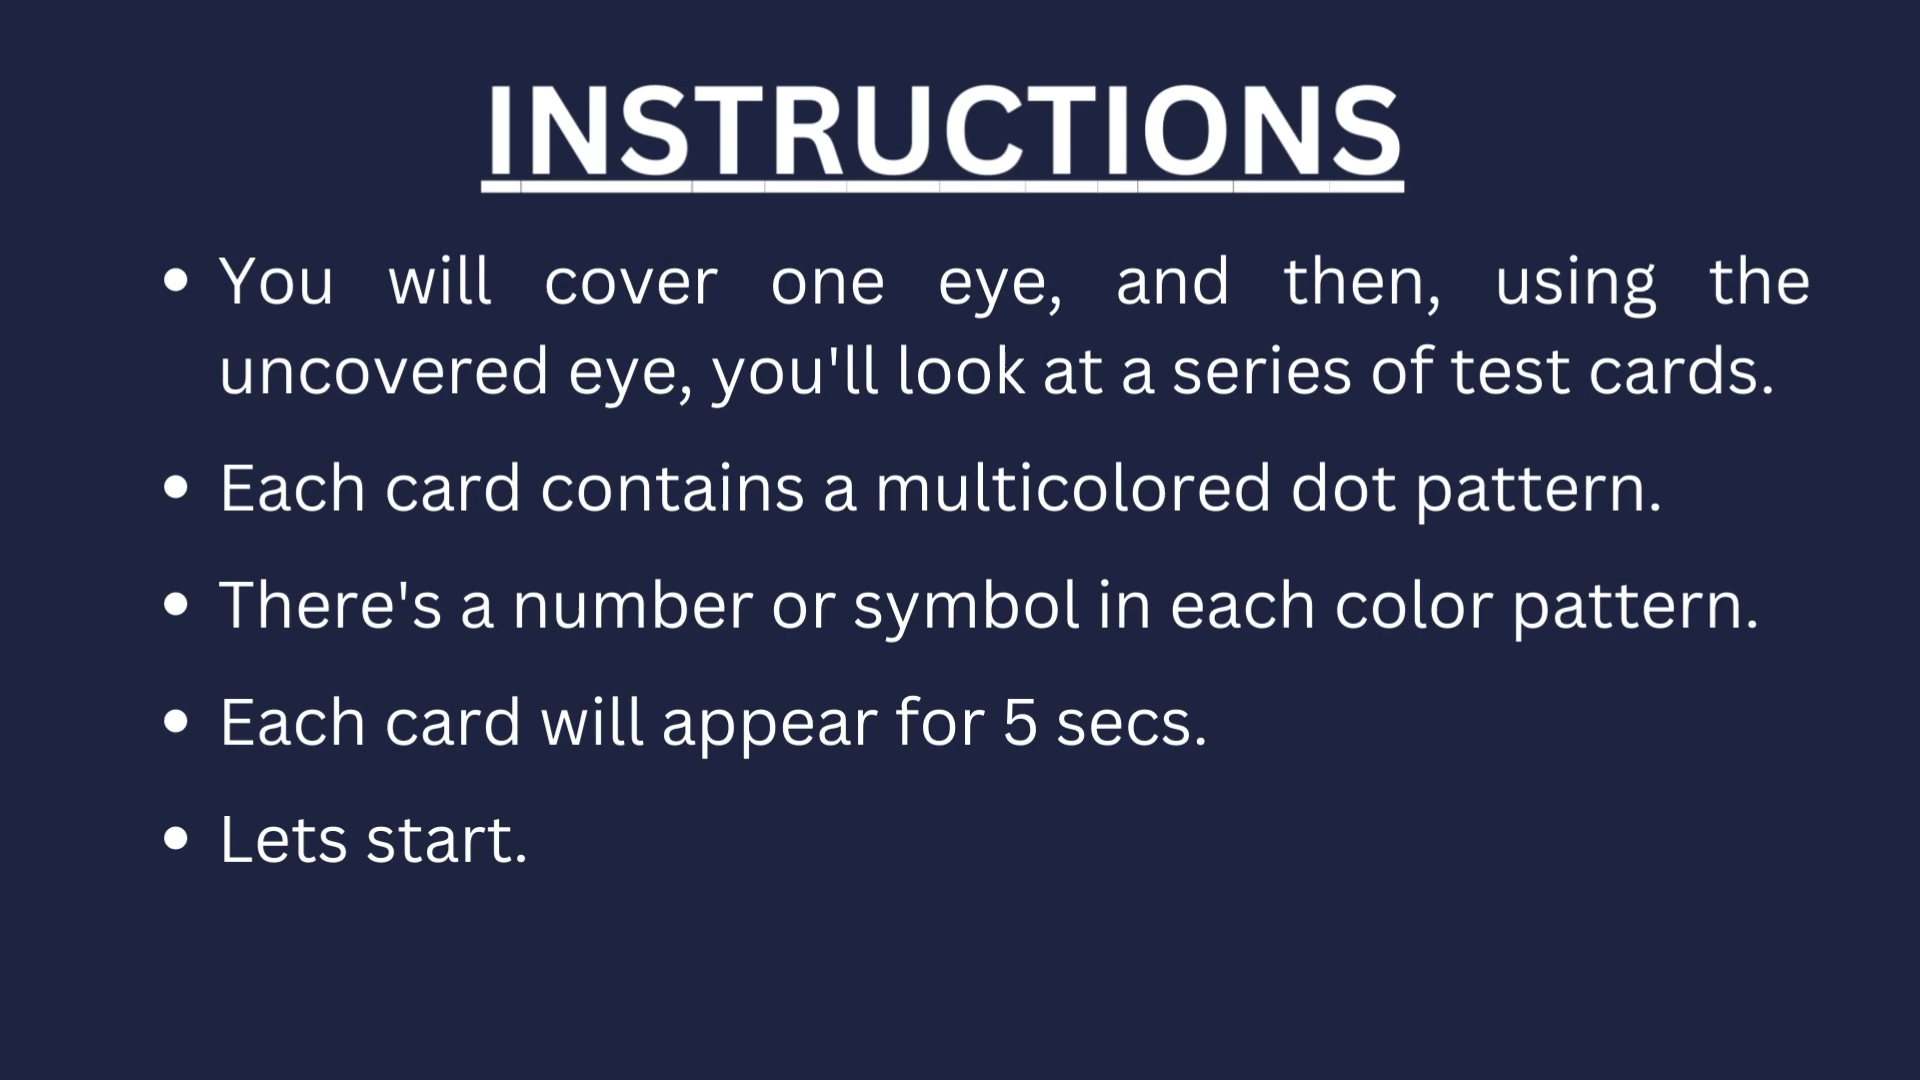 INSTRUCTIONS
• You will cover one eye, and then, using the
uncovered eye, you'll look at a series of test cards.
• Each card contains a multicolored dot pattern.
• There's a number or symbol in each color pattern.
• Each card will appear for 5 secs.
• Lets start.